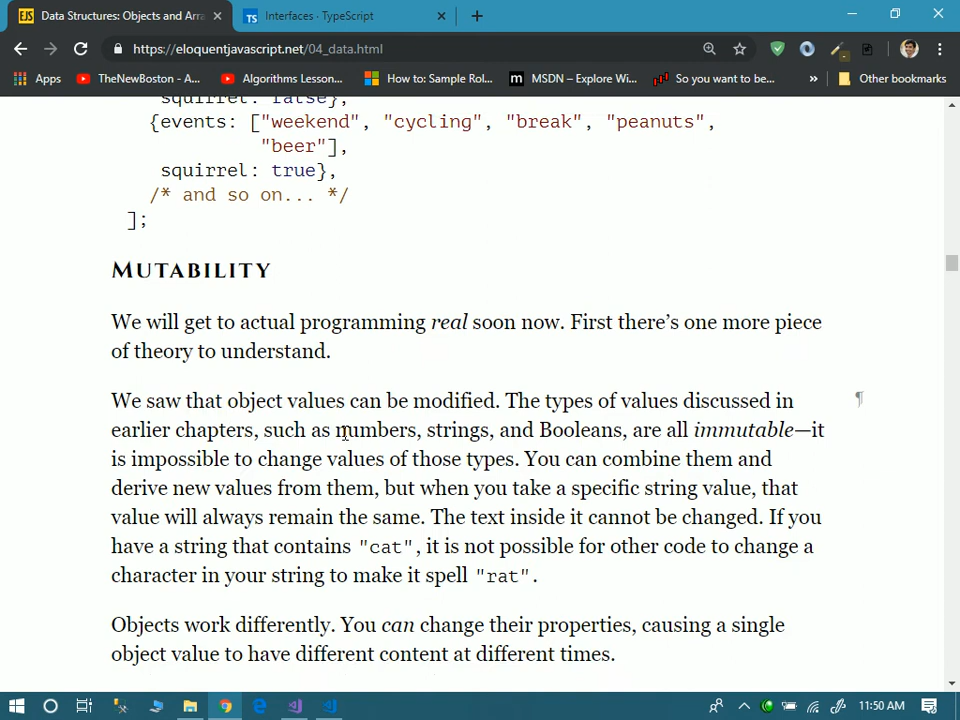 Data Structures: Objects and Arra
Interfaces · TypeScript
https://eloquentjavascript.net/04_data.html
Apps
TheNewBoston - A...
Algorithms Lesson...
How to: Sample Rol...
MSDN – Explore Wi...
So you want to be...
»
Other bookmarks
squirrel: false},
{events: ["weekend", "cycling", "break", "peanuts",
"beer"],
squirrel: true},
/* and so on... */
];
MUTABILITY
We will get to actual programming real soon now. First there’s one more piece
of theory to understand.
We saw that object values can be modified. The types of values discussed in
¶
earlier chapters, such as numbers, strings, and Booleans, are all immutable—it
is impossible to change values of those types. You can combine them and
derive new values from them, but when you take a specific string value, that
value will always remain the same. The text inside it cannot be changed. If you
have a string that contains "cat", it is not possible for other code to change a
character in your string to make it spell "rat".
Objects work differently. You can change their properties, causing a single
object value to have different content at different times.
11:50 AM